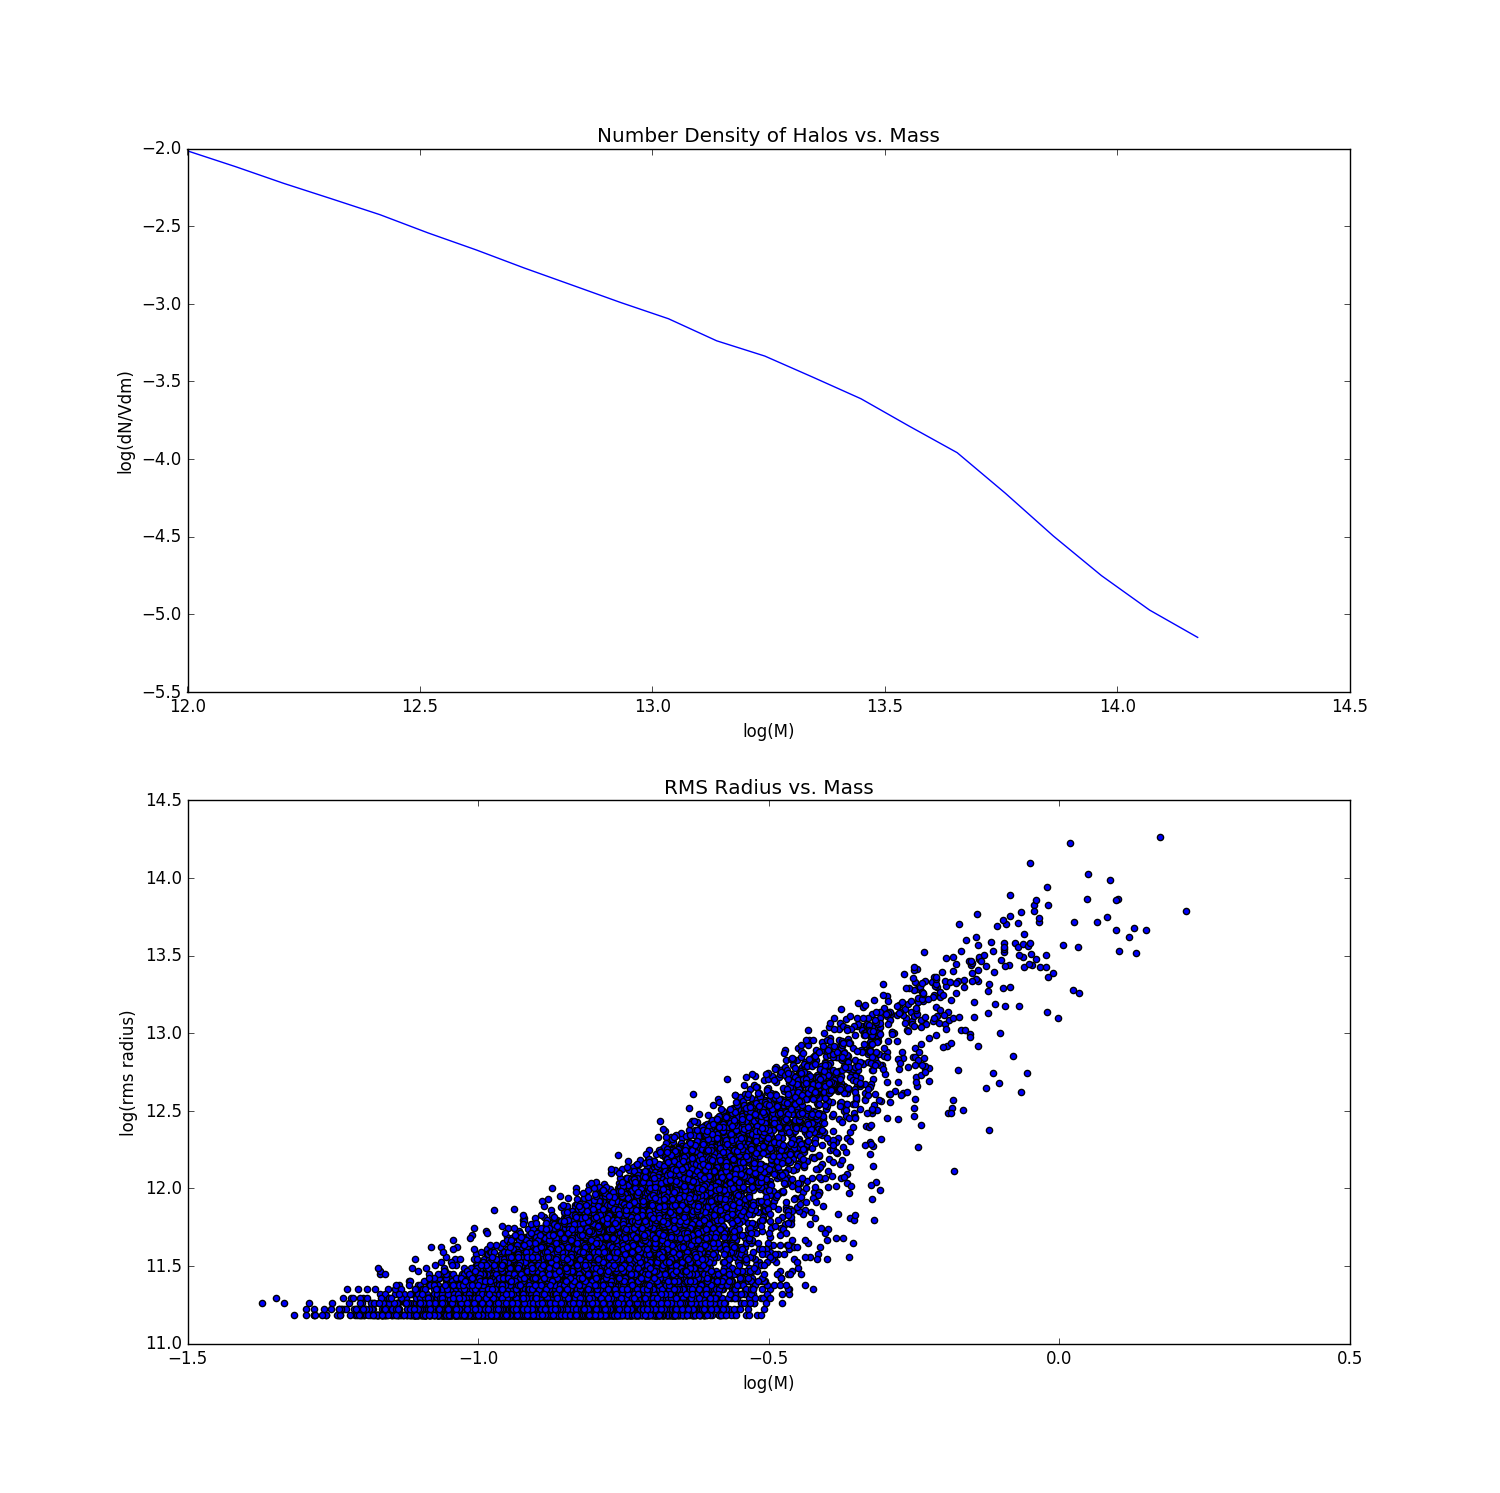 Number Density of Halos vs. Mass
−2.0
−2.5
−3.0
−3.5
−4.0
−4.5
−5.0
−5.5
log(dN/Vdm)
12.0 12.5 13.0 13.5 14.0 14.5
log(M)
RMS Radius vs. Mass
14.5
14.0
13.5
13.0
12.5
12.0
11.5
11.0
log(rms radius)
−1.5 −1.0 −0.5 0.0 0.5
log(M)